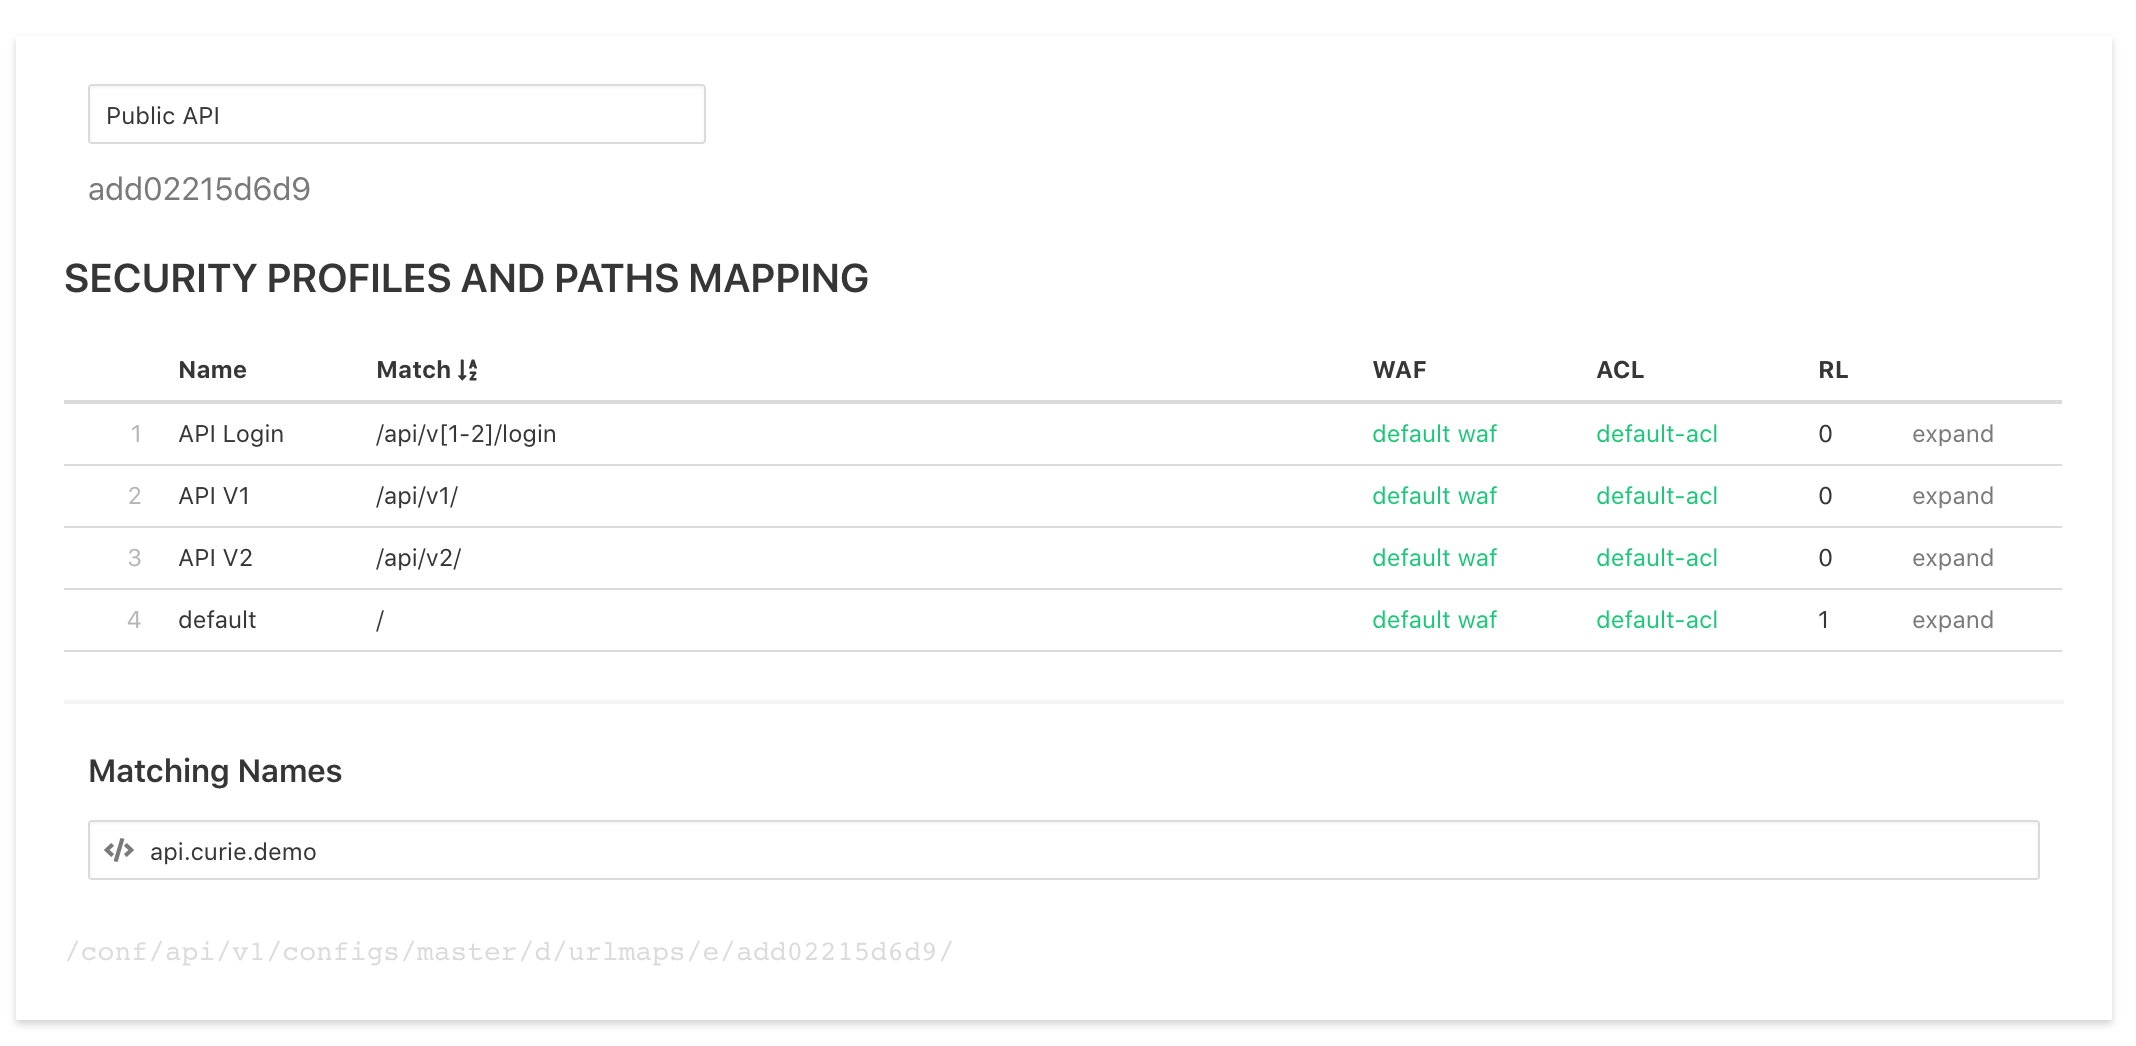 Public API
add02215d6d9
SECURITY PROFILES AND PATHS MAPPING
Name Match WAF ACL RL
1 API Login /api/v[1-2]/login default waf default-acl 0 expand
2 API V1 /api/v1/ default waf default-acl 0 expand
3 API V2 /api/v2/ default waf default-acl 0 expand
4 default / default waf default-acl 1 expand
Matching Names
api.curie.demo
/conf/api/v1/configs/master/d/urlmaps/e/add02215d6d9/